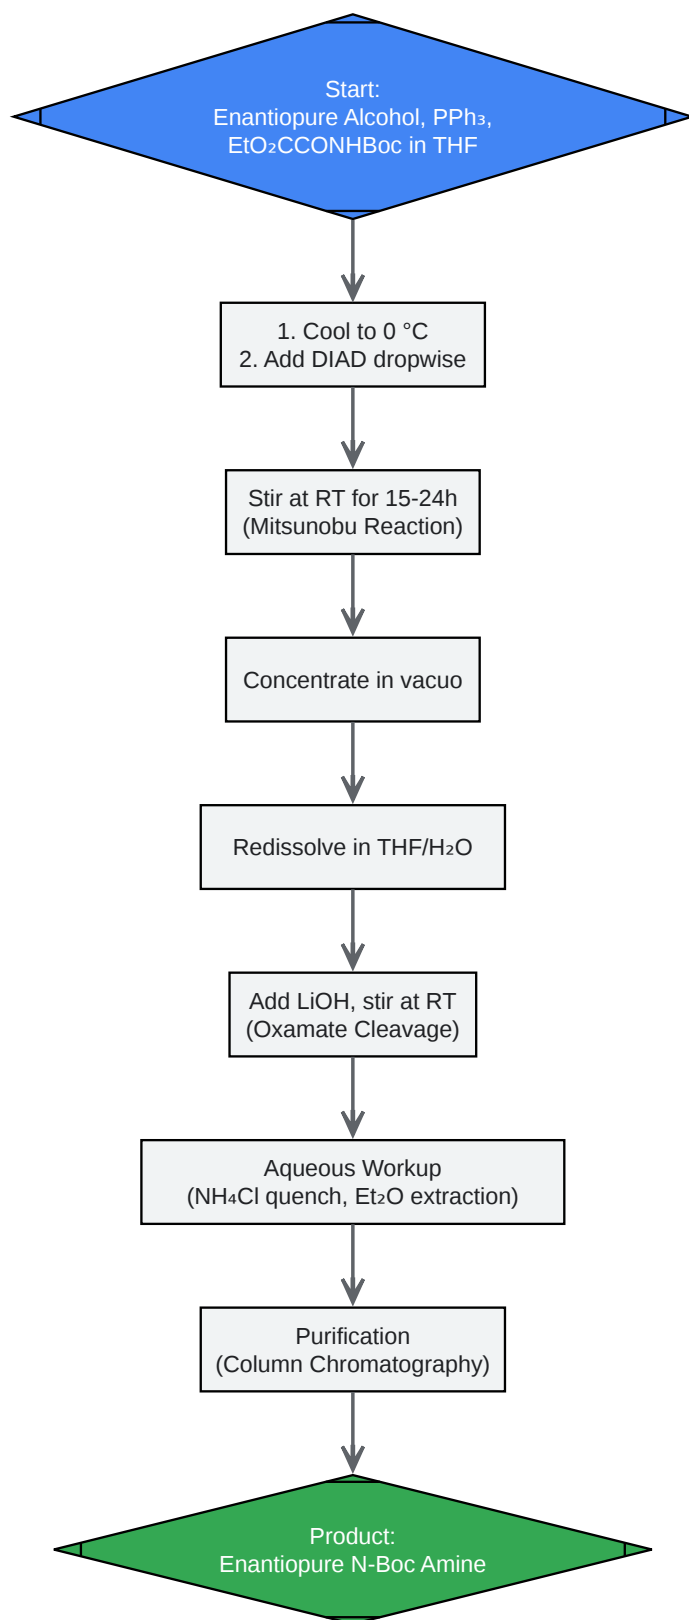 Start:
Enantiopure Alcohol, PPh₃,
EtO₂CCONHBoc in THF
1. Cool to 0 °C
2. Add DIAD dropwise
Stir at RT for 15-24h
(Mitsunobu Reaction)
Concentrate in vacuo
Redissolve in THF/H₂O
Add LiOH, stir at RT
(Oxamate Cleavage)
Aqueous Workup
(NH₄Cl quench, Et₂O extraction)
Purification
(Column Chromatography)
Product:
Enantiopure N-Boc Amine